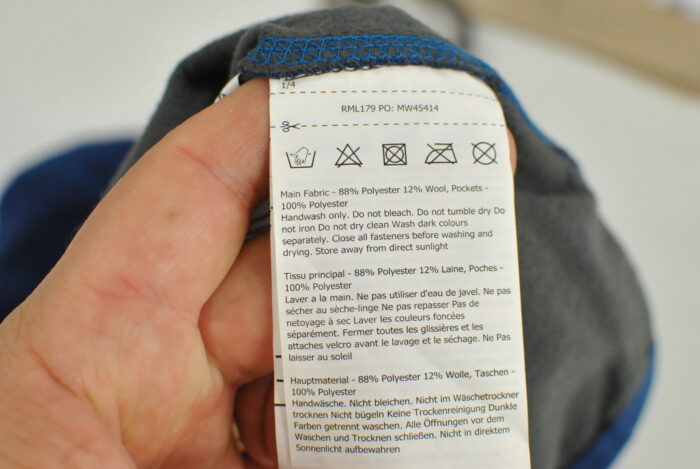 1/4
RML179 PO: MW45414
Main Fabric - 88% Polyester 12% Wool, Pockets -
100% Polyester
Handwash only. Do not bleach. Do not tumble dry Do
not iron Do not dry clean Wash dark colours
separately. Close all fasteners before washing and
drying. Store away from direct sunlight
Tissu principal - 88% Polyester 12% Laine, Poches -
100% Polyester
Laver a la main. Ne pas utiliser d'eau de javel. Ne pas
sécher au sèche-linge Ne pas repasser Pas de
netoyage à sec Laver les couleurs foncées
séparément. Fermer toutes les glissières et les
attaches velcro avant le lavage et le séchage. Ne Pas
laisser au soleil
Hauptmaterial - 88% Polyester 12% Wolle, Taschen -
100% Polyester
Handwäsche. Nicht bleichen. Nicht im Wäschetrockner
trocknen Nicht bügeln Keine Trockenreinigung Dunkle
Farben getrennt waschen. Alle Öffnungen vor dem
Waschen und Trocknen schließen. Nicht in direktem
Sonnenlicht aufbewahren